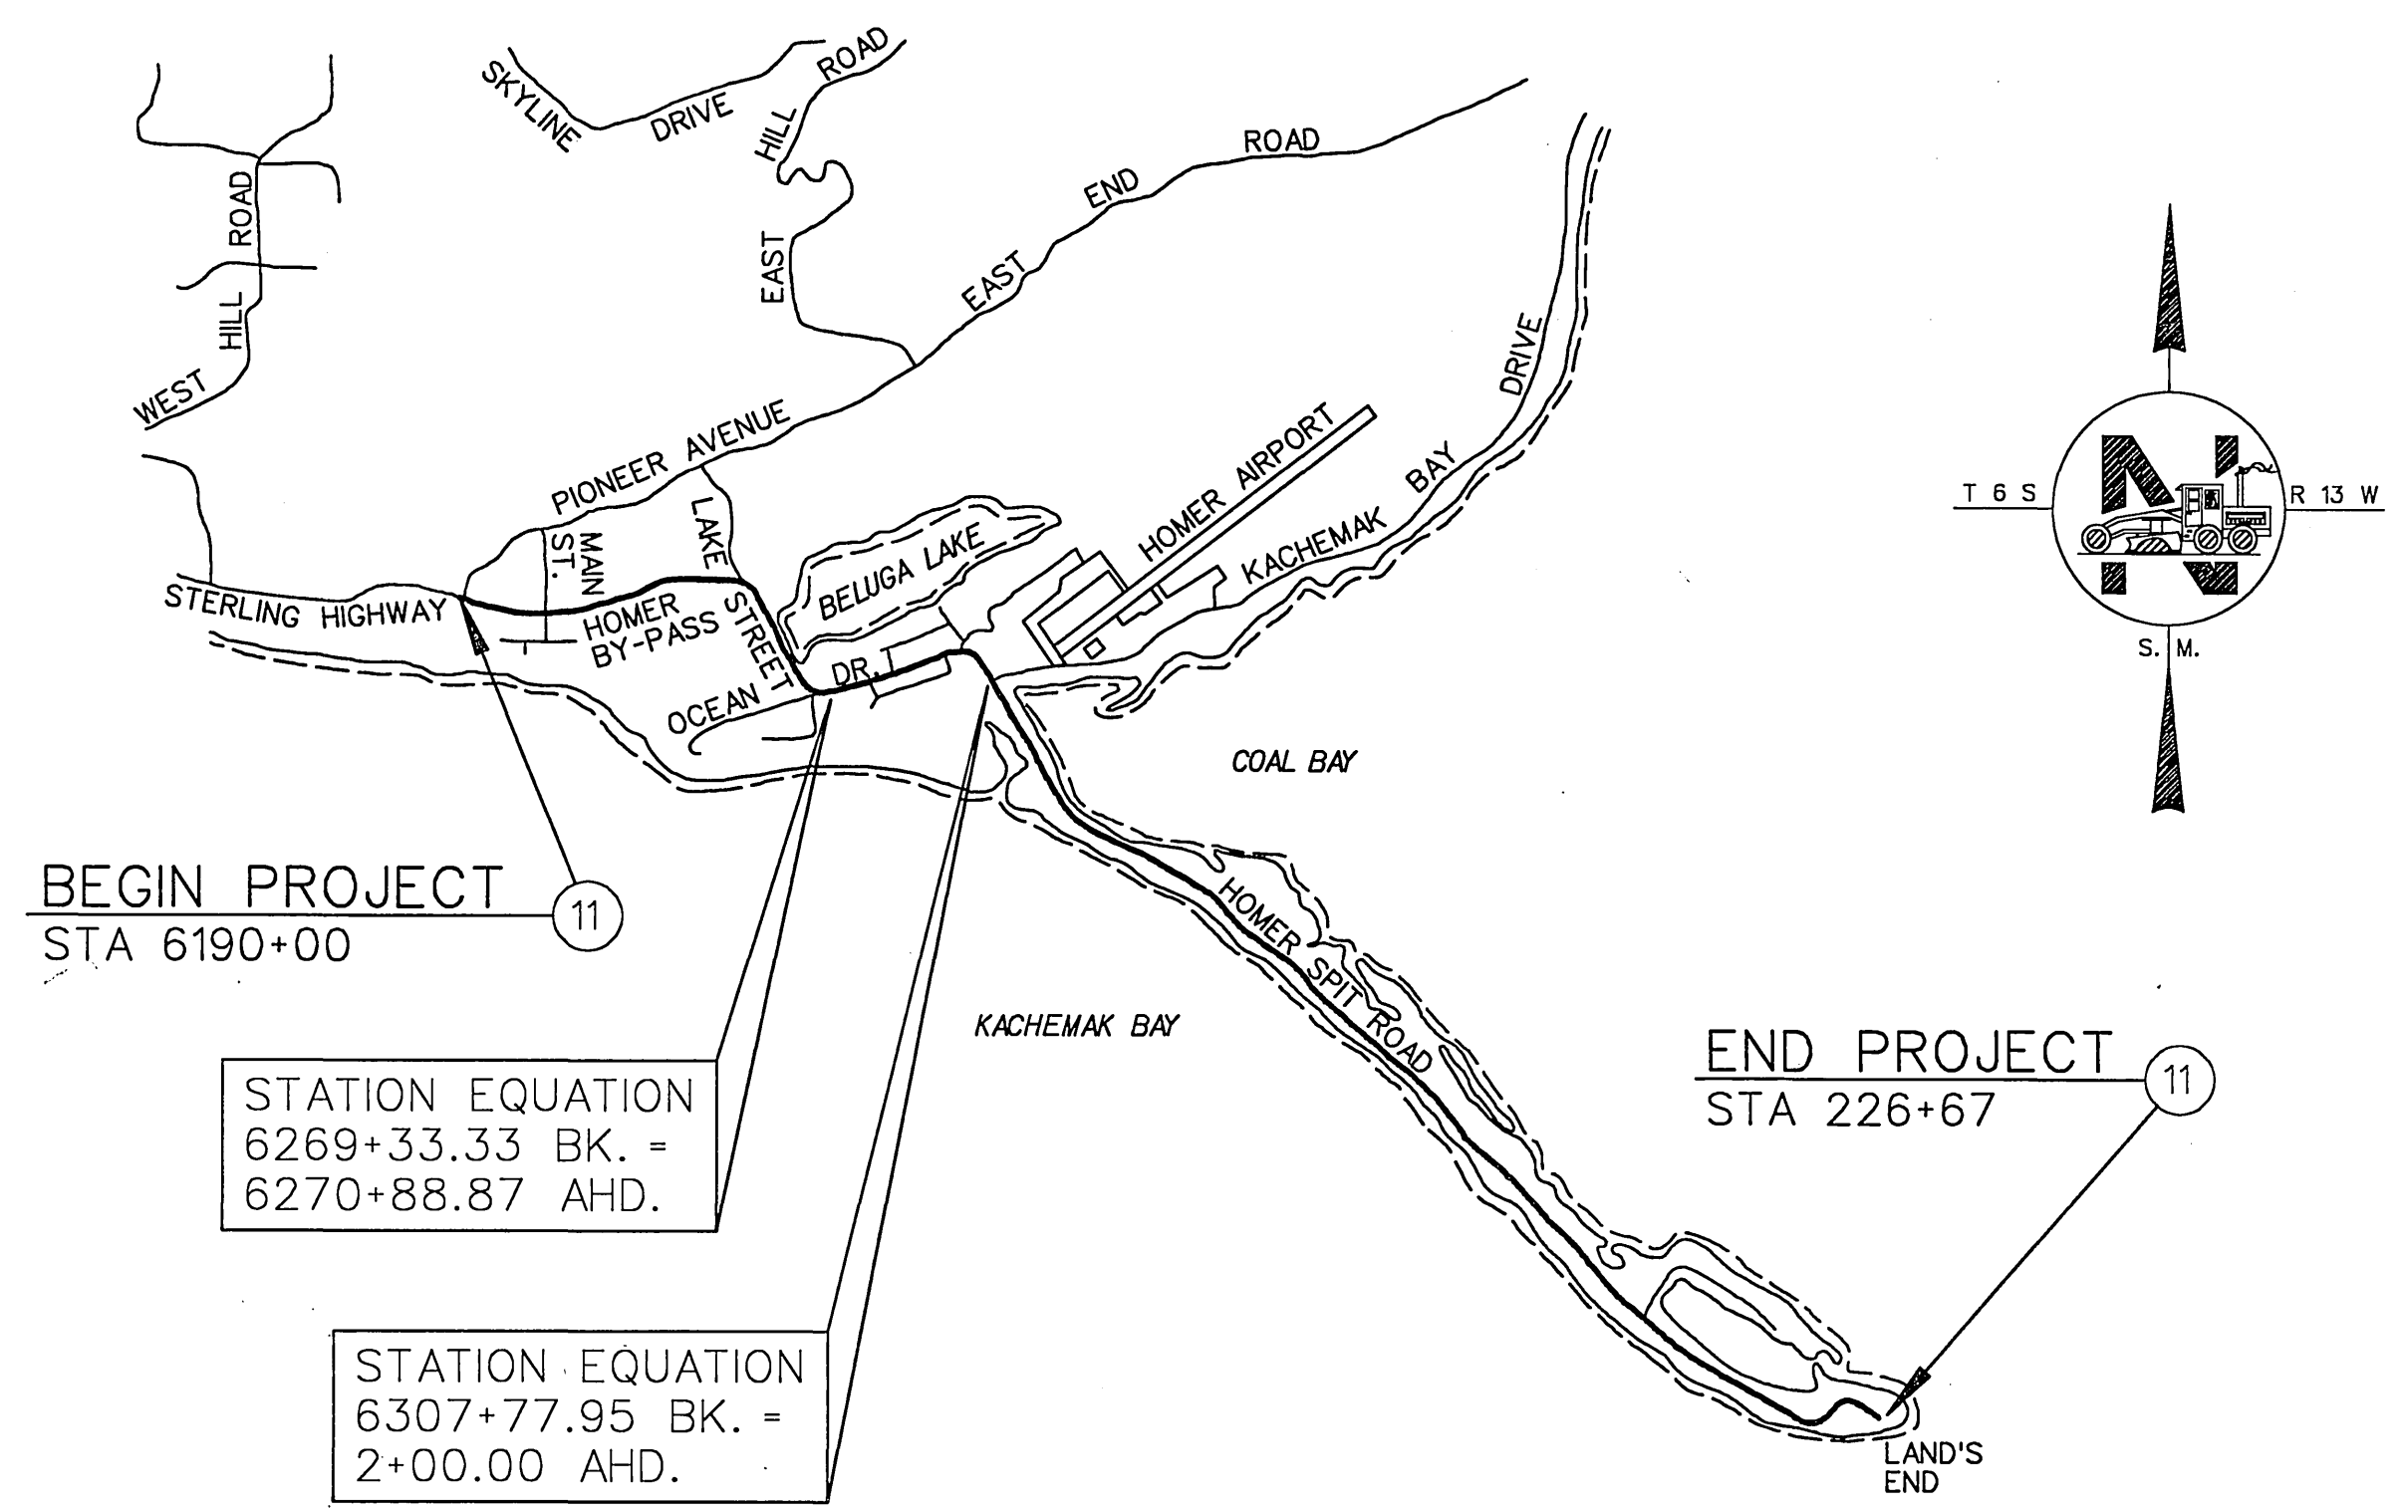 SKYLINE
DRIVE
HILL
ROAD
EAST
ROAD
HILL
WEST
EAST
END
ROAD
PIONEER AVENUE
MAIN
ST.
LAKE
STREET
STERLING HIGHWAY
HOMER
BY-PASS
BELUGA LAKE
OCEAN
DR.
HOMER AIRPORT
KACHEMAK
BAY
DRIVE
T 6 S
R 13 W
N
S. M.
COAL BAY
BEGIN PROJECT
11
STA 6190+00
HOMER
SPIT
ROAD
KACHEMAK BAY
END PROJECT
11
STA 226+67
STATION EQUATION
6269+33.33 BK. =
6270+88.87 AHD.
STATION EQUATION
6307+77.95 BK. =
2+00.00 AHD.
LAND'S
END